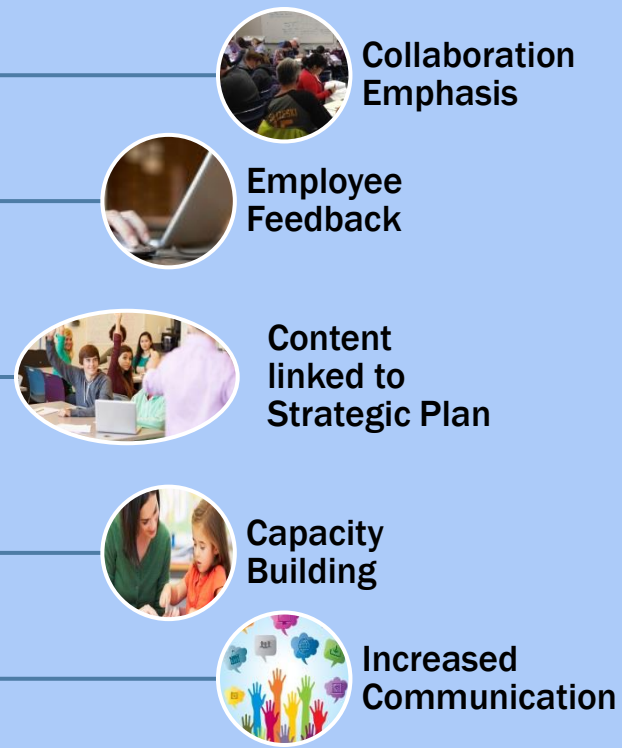 Collaboration
Emphasis
Employee
Feedback
Content
linked to
Strategic Plan
Capacity
Building
Increased
Communication